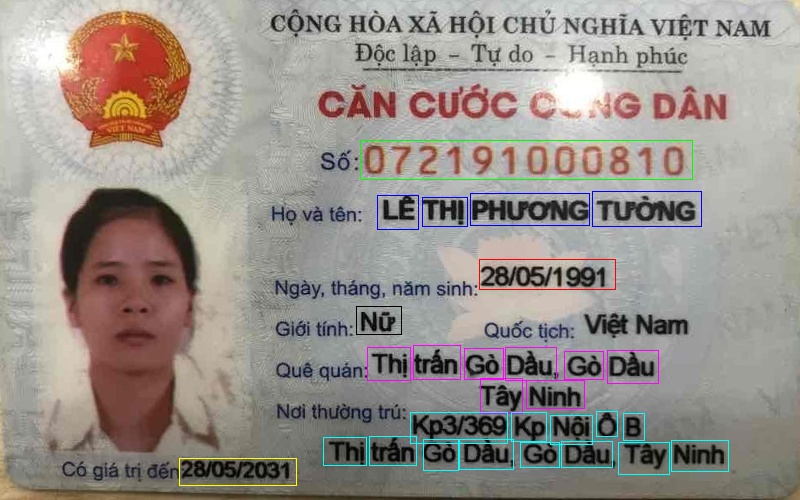 CỘNG HÒA XÃ HỘI CHỦ NGHĨA VIỆT NAM
Độc lập - Tự do - Hạnh phúc
CĂN CƯỚC CÔNG DÂN
Số: 072191000810
Họ và tên: LÊ THỊ PHƯƠNG TƯỜNG
Ngày, tháng, năm sinh: 28/05/1991
Giới tính: Nữ Quốc tịch: Việt Nam
Quê quán: Thị trấn Gò Dầu, Gò Dầu
Tây Ninh
Nơi thường trú: Kp3/369 Kp Nội Ô B
Thị trấn Gò Dầu, Gò Dầu, Tây Ninh
Có giá trị đến 28/05/2031
VIỆT NAM